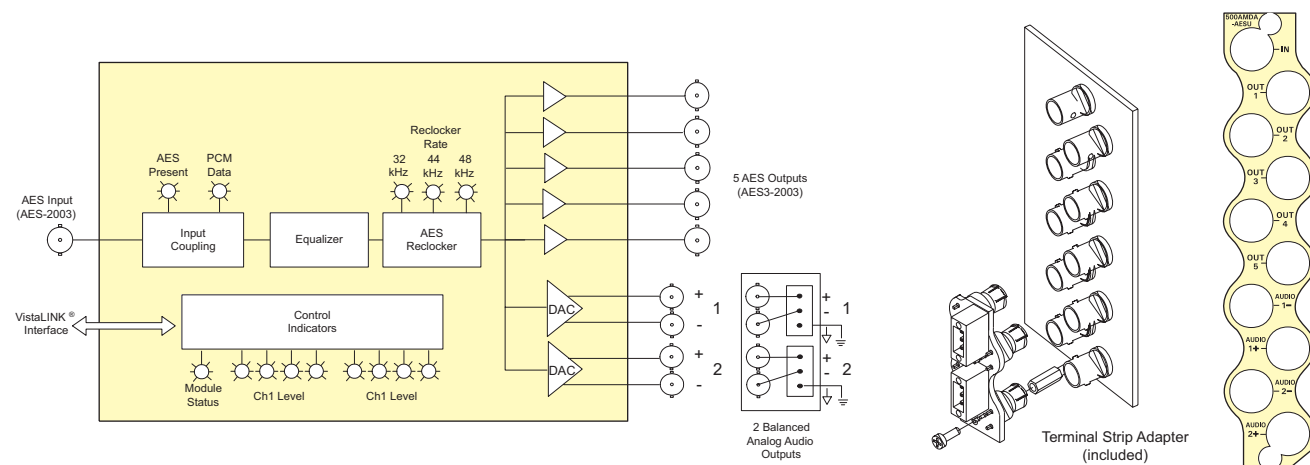 AES Input
(AES-2003)
AES
Present
PCM
Data
Reclocker
Rate
32
kHz
44
kHz
48
kHz
Input
Coupling
Equalizer
AES
Reclocker
5 AES Outputs
(AES3-2003)
VistaLINK ®
Interface
Control
Indicators
Module
Status
Ch1 Level
Ch1 Level
DAC
DAC
+
-
1
+
-
2
+
-
1
+
-
2
2 Balanced
Analog Audio
Outputs
Terminal Strip Adapter
(included)
500AMDA
-AESU
IN
OUT
1
OUT
2
OUT
3
OUT
4
OUT
5
AUDIO
1-
AUDIO
1+
AUDIO
2-
AUDIO
2+